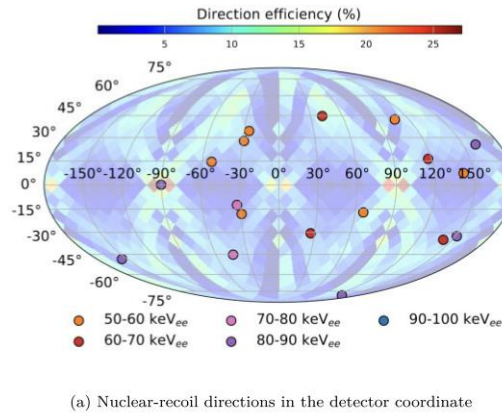 Direction efficiency (%)
5 10 15 20 25
75°
60°
45°
30°
15°
-150°-120° -90° -60° -30° 0° 30° 60° 90° 120° 150°
0°
-15°
-30°
-45°
-60°
-75°
50-60 keVee 70-80 keVee 90-100 keVee
60-70 keVee 80-90 keVee
(a) Nuclear-recoil directions in the detector coordinate